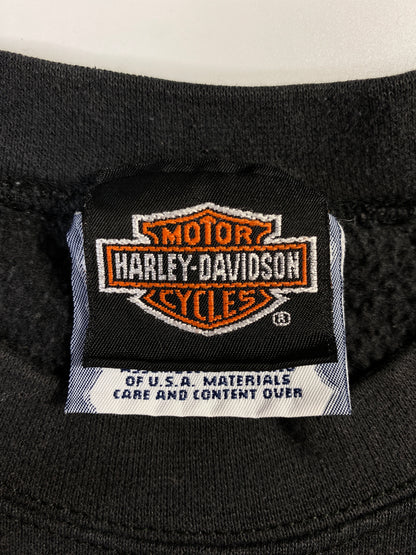 MOTOR
HARLEY-DAVIDSON
CYCLES
®
OF U.S.A. MATERIALS
CARE AND CONTENT OVER